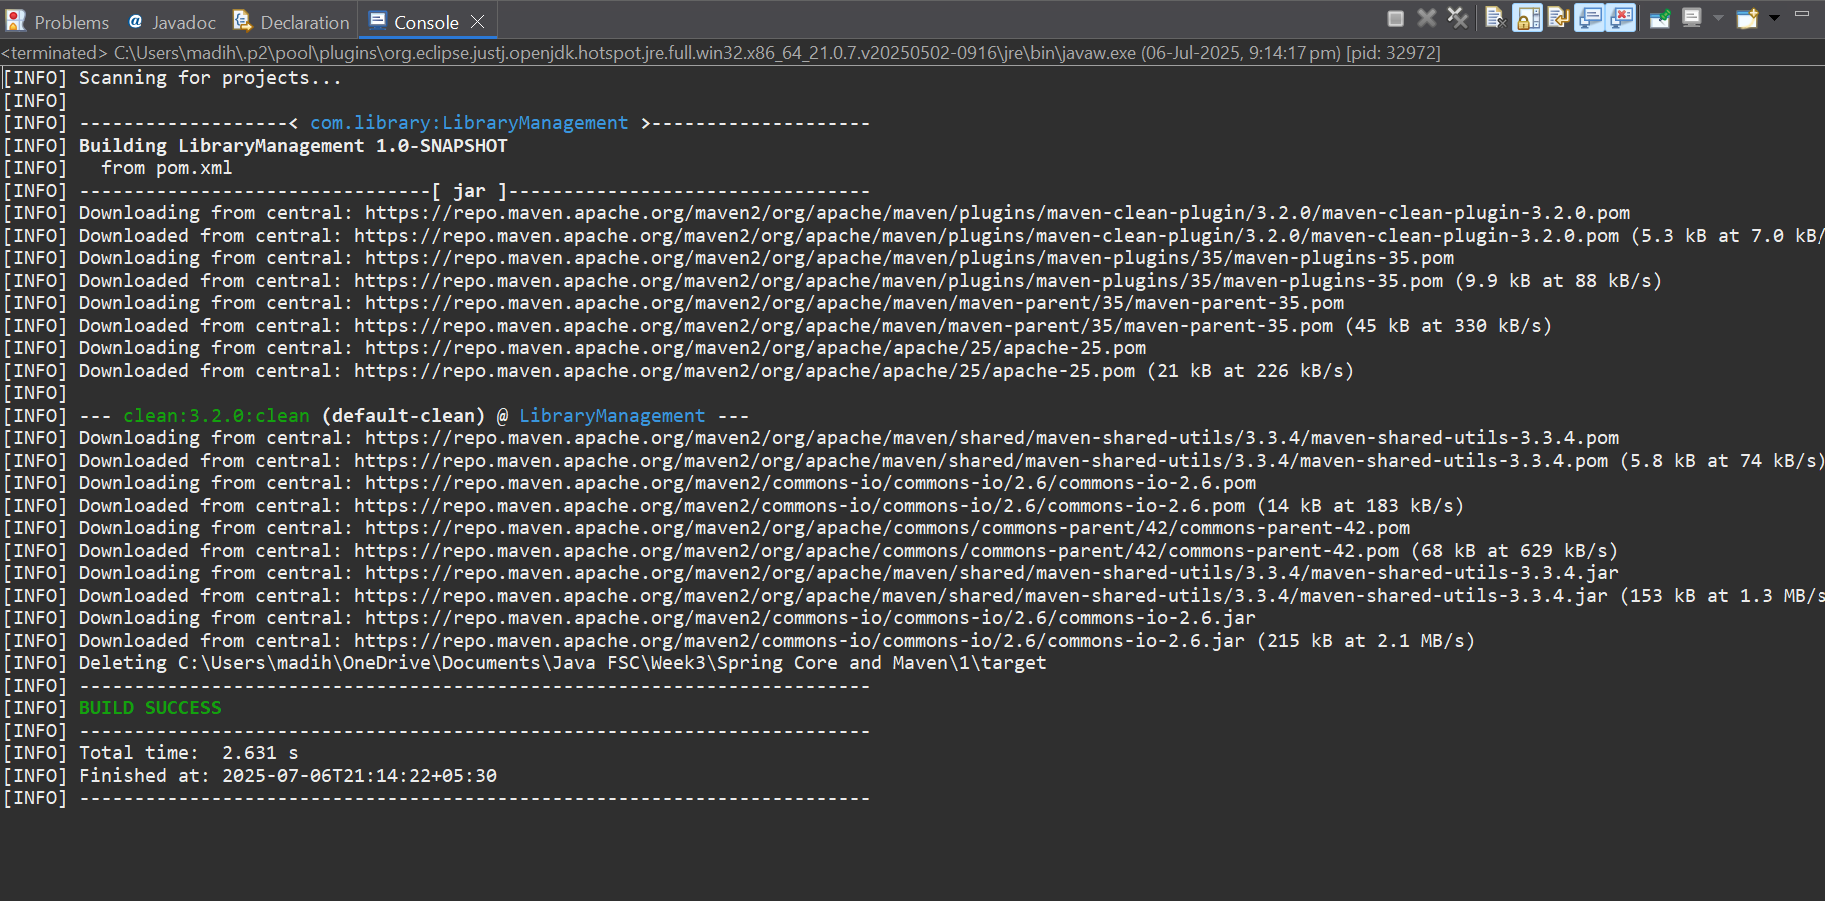 Problems @ Javadoc Declaration Console
<terminated> C:\Users\madih\.p2\pool\plugins\org.eclipse.justj.openjdk.hotspot.jre.full.win32.x86_64_21.0.7.v20250502-0916\jre\bin\javaw.exe (06-Jul-2025, 9:14:17 pm) [pid: 32972]
[INFO] Scanning for projects...
[INFO]
[INFO] -------------------< com.library:LibraryManagement >--------------------
[INFO] Building LibraryManagement 1.0-SNAPSHOT
[INFO]   from pom.xml
[INFO] --------------------------------[ jar ]---------------------------------
[INFO] Downloading from central: https://repo.maven.apache.org/maven2/org/apache/maven/plugins/maven-clean-plugin/3.2.0/maven-clean-plugin-3.2.0.pom
[INFO] Downloaded from central: https://repo.maven.apache.org/maven2/org/apache/maven/plugins/maven-clean-plugin/3.2.0/maven-clean-plugin-3.2.0.pom (5.3 kB at 7.0 kB/
[INFO] Downloading from central: https://repo.maven.apache.org/maven2/org/apache/maven/plugins/maven-plugins/35/maven-plugins-35.pom
[INFO] Downloaded from central: https://repo.maven.apache.org/maven2/org/apache/maven/plugins/maven-plugins/35/maven-plugins-35.pom (9.9 kB at 88 kB/s)
[INFO] Downloading from central: https://repo.maven.apache.org/maven2/org/apache/maven/maven-parent/35/maven-parent-35.pom
[INFO] Downloaded from central: https://repo.maven.apache.org/maven2/org/apache/maven/maven-parent/35/maven-parent-35.pom (45 kB at 330 kB/s)
[INFO] Downloading from central: https://repo.maven.apache.org/maven2/org/apache/apache/25/apache-25.pom
[INFO] Downloaded from central: https://repo.maven.apache.org/maven2/org/apache/apache/25/apache-25.pom (21 kB at 226 kB/s)
[INFO]
[INFO] --- clean:3.2.0:clean (default-clean) @ LibraryManagement ---
[INFO] Downloading from central: https://repo.maven.apache.org/maven2/org/apache/maven/shared/maven-shared-utils/3.3.4/maven-shared-utils-3.3.4.pom
[INFO] Downloaded from central: https://repo.maven.apache.org/maven2/org/apache/maven/shared/maven-shared-utils/3.3.4/maven-shared-utils-3.3.4.pom (5.8 kB at 74 kB/s)
[INFO] Downloading from central: https://repo.maven.apache.org/maven2/commons-io/commons-io/2.6/commons-io-2.6.pom
[INFO] Downloaded from central: https://repo.maven.apache.org/maven2/commons-io/commons-io/2.6/commons-io-2.6.pom (14 kB at 183 kB/s)
[INFO] Downloading from central: https://repo.maven.apache.org/maven2/org/apache/commons/commons-parent/42/commons-parent-42.pom
[INFO] Downloaded from central: https://repo.maven.apache.org/maven2/org/apache/commons/commons-parent/42/commons-parent-42.pom (68 kB at 629 kB/s)
[INFO] Downloading from central: https://repo.maven.apache.org/maven2/org/apache/maven/shared/maven-shared-utils/3.3.4/maven-shared-utils-3.3.4.jar
[INFO] Downloaded from central: https://repo.maven.apache.org/maven2/org/apache/maven/shared/maven-shared-utils/3.3.4/maven-shared-utils-3.3.4.jar (153 kB at 1.3 MB/s
[INFO] Downloading from central: https://repo.maven.apache.org/maven2/commons-io/commons-io/2.6/commons-io-2.6.jar
[INFO] Downloaded from central: https://repo.maven.apache.org/maven2/commons-io/commons-io/2.6/commons-io-2.6.jar (215 kB at 2.1 MB/s)
[INFO] Deleting C:\Users\madih\OneDrive\Documents\Java FSC\Week3\Spring Core and Maven\1\target
[INFO] ------------------------------------------------------------------------
[INFO] BUILD SUCCESS
[INFO] ------------------------------------------------------------------------
[INFO] Total time:  2.631 s
[INFO] Finished at: 2025-07-06T21:14:22+05:30
[INFO] ------------------------------------------------------------------------